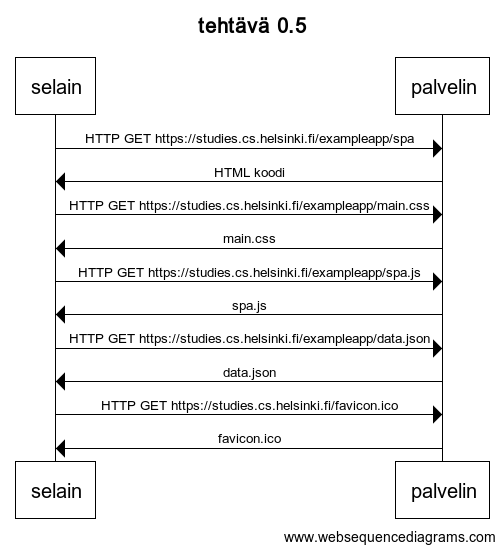 tehtävä 0.5
selain palvelin
HTTP GET https://studies.cs.helsinki.fi/exampleapp/spa
HTML koodi
HTTP GET https://studies.cs.helsinki.fi/exampleapp/main.css
main.css
HTTP GET https://studies.cs.helsinki.fi/exampleapp/spa.js
spa.js
HTTP GET https://studies.cs.helsinki.fi/exampleapp/data.json
data.json
HTTP GET https://studies.cs.helsinki.fi/favicon.ico
favicon.ico
selain palvelin
www.websequencediagrams.com